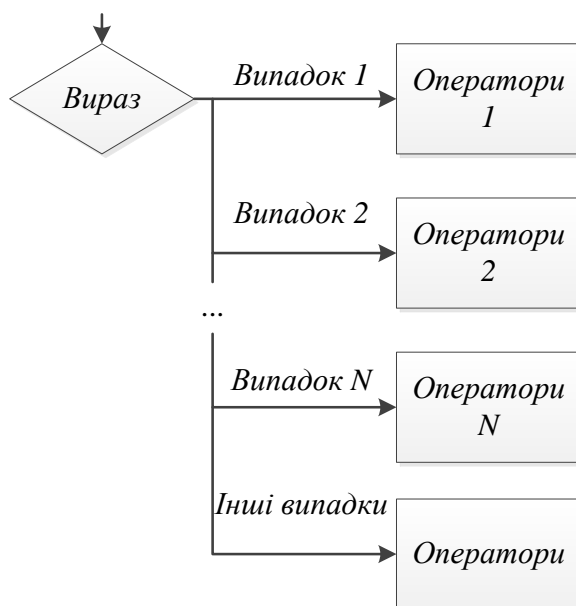 Вираз
Випадок 1
Оператори
1
Випадок 2
Оператори
2
...
Випадок N
Оператори
N
Інші випадки
Оператори